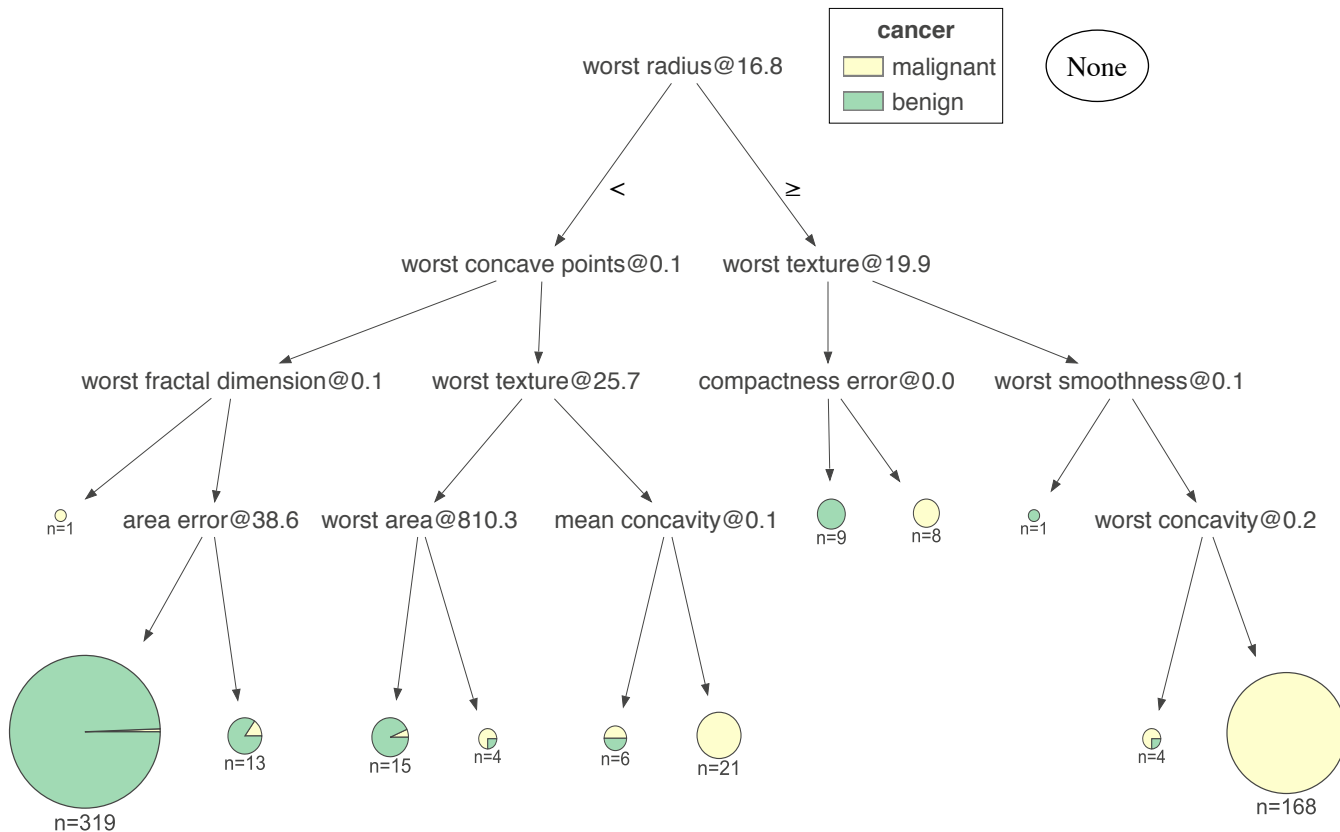 cancer
malignant
benign
None
worst radius@16.8
<
≥
worst concave points@0.1
worst texture@19.9
worst fractal dimension@0.1
worst texture@25.7
compactness error@0.0
worst smoothness@0.1
n=1
area error@38.6
worst area@810.3
mean concavity@0.1
n=9
n=8
n=1
worst concavity@0.2
n=319
n=13
n=15
n=4
n=6
n=21
n=4
n=168